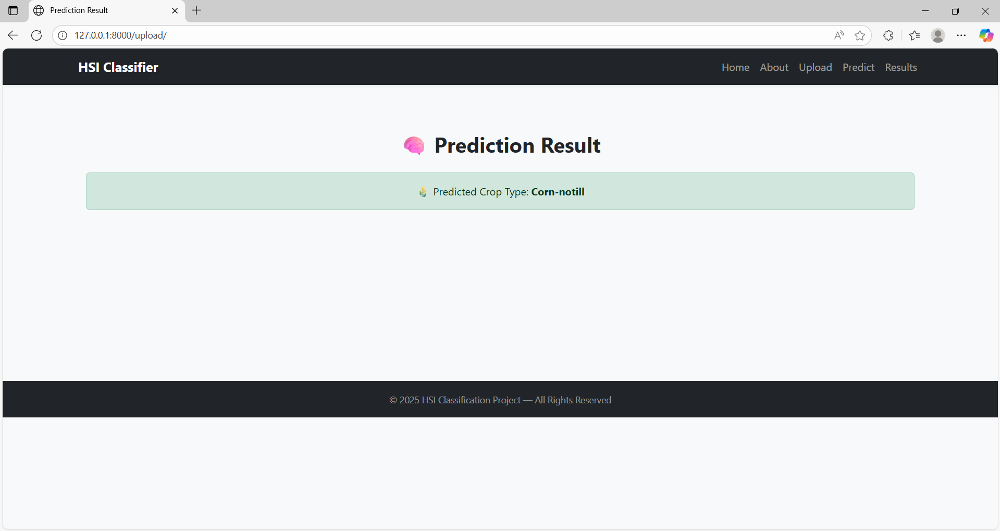 Prediction Result
127.0.0.1:8000/upload/
HSI Classifier
Home About Upload Predict Results
🧠 Prediction Result
🌾 Predicted Crop Type: Corn-notill
© 2025 HSI Classification Project — All Rights Reserved